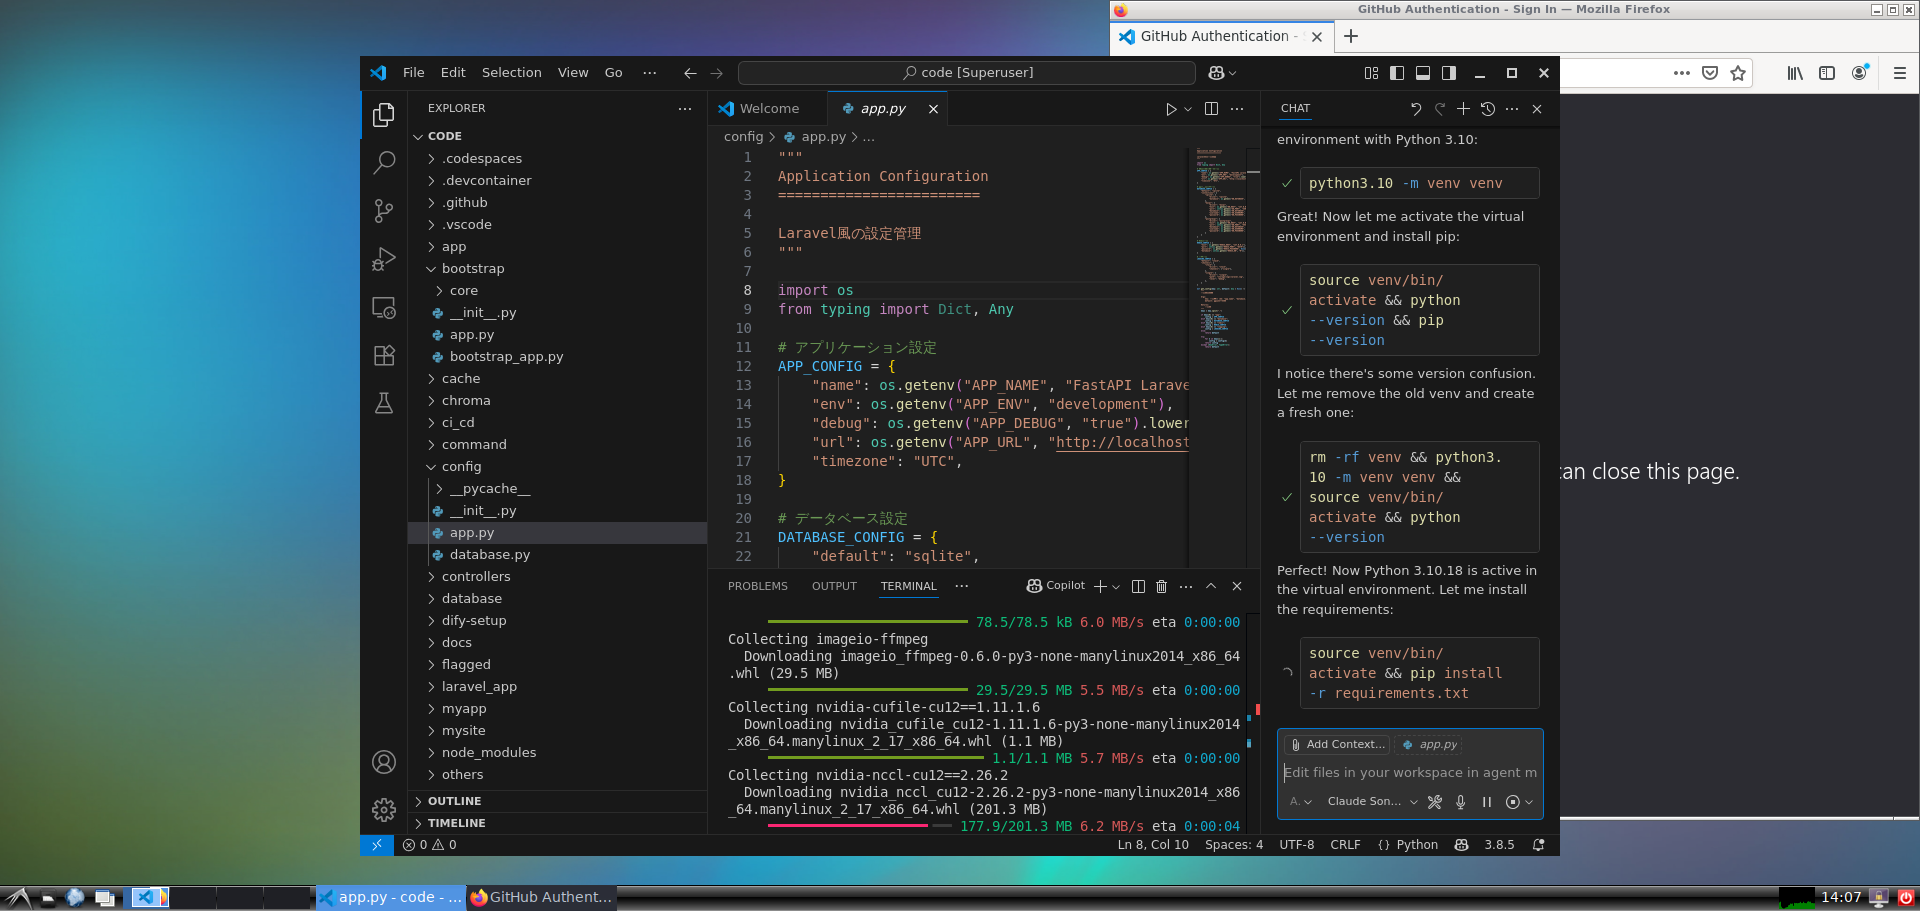 GitHub Authentication - Sign In — Mozilla Firefox
GitHub Authentication -
File Edit Selection View Go ···
code [Superuser]
EXPLORER
CODE
.codespaces
.devcontainer
.github
.vscode
app
bootstrap
core
__init__.py
app.py
bootstrap_app.py
cache
chroma
ci_cd
command
config
__pycache__
__init__.py
app.py
database.py
controllers
database
dify-setup
docs
flagged
laravel_app
myapp
mysite
node_modules
others
OUTLINE
TIMELINE
Welcome
app.py
config > app.py > ...
1 """
2 Application Configuration
3 ========================
4
5 Laravel風の設定管理
6 """
7
8 import os
9 from typing import Dict, Any
10
11 # アプリケーション設定
12 APP_CONFIG = {
13 "name": os.getenv("APP_NAME", "FastAPI Larave
14 "env": os.getenv("APP_ENV", "development"),
15 "debug": os.getenv("APP_DEBUG", "true").lower
16 "url": os.getenv("APP_URL", "http://localhost
17 "timezone": "UTC",
18 }
19
20 # データベース設定
21 DATABASE_CONFIG = {
22 "default": "sqlite",
PROBLEMS OUTPUT TERMINAL ···
Copilot
78.5/78.5 kB 6.0 MB/s eta 0:00:00
Collecting imageio-ffmpeg
Downloading imageio_ffmpeg-0.6.0-py3-none-manylinux2014_x86_64
.whl (29.5 MB)
29.5/29.5 MB 5.5 MB/s eta 0:00:00
Collecting nvidia-cufile-cu12==1.11.1.6
Downloading nvidia_cufile_cu12-1.11.1.6-py3-none-manylinux2014
_x86_64.manylinux_2_17_x86_64.whl (1.1 MB)
1.1/1.1 MB 5.7 MB/s eta 0:00:00
Collecting nvidia-nccl-cu12==2.26.2
Downloading nvidia_nccl_cu12-2.26.2-py3-none-manylinux2014_x86
_64.manylinux_2_17_x86_64.whl (201.3 MB)
177.9/201.3 MB 6.2 MB/s eta 0:00:04
CHAT
environment with Python 3.10:
python3.10 -m venv venv
Great! Now let me activate the virtual
environment and install pip:
source venv/bin/
activate && python
--version && pip
--version
I notice there's some version confusion.
Let me remove the old venv and create
a fresh one:
rm -rf venv && python3.
10 -m venv venv &&
source venv/bin/
activate && python
--version
Perfect! Now Python 3.10.18 is active in
the virtual environment. Let me install
the requirements:
source venv/bin/
activate && pip install
-r requirements.txt
Add Context... app.py
Edit files in your workspace in agent m
A. Claude Son...
can close this page.
0 0
Ln 8, Col 10 Spaces: 4 UTF-8 CRLF {} Python 3.8.5
app.py - code - ...
GitHub Authent...
14:07